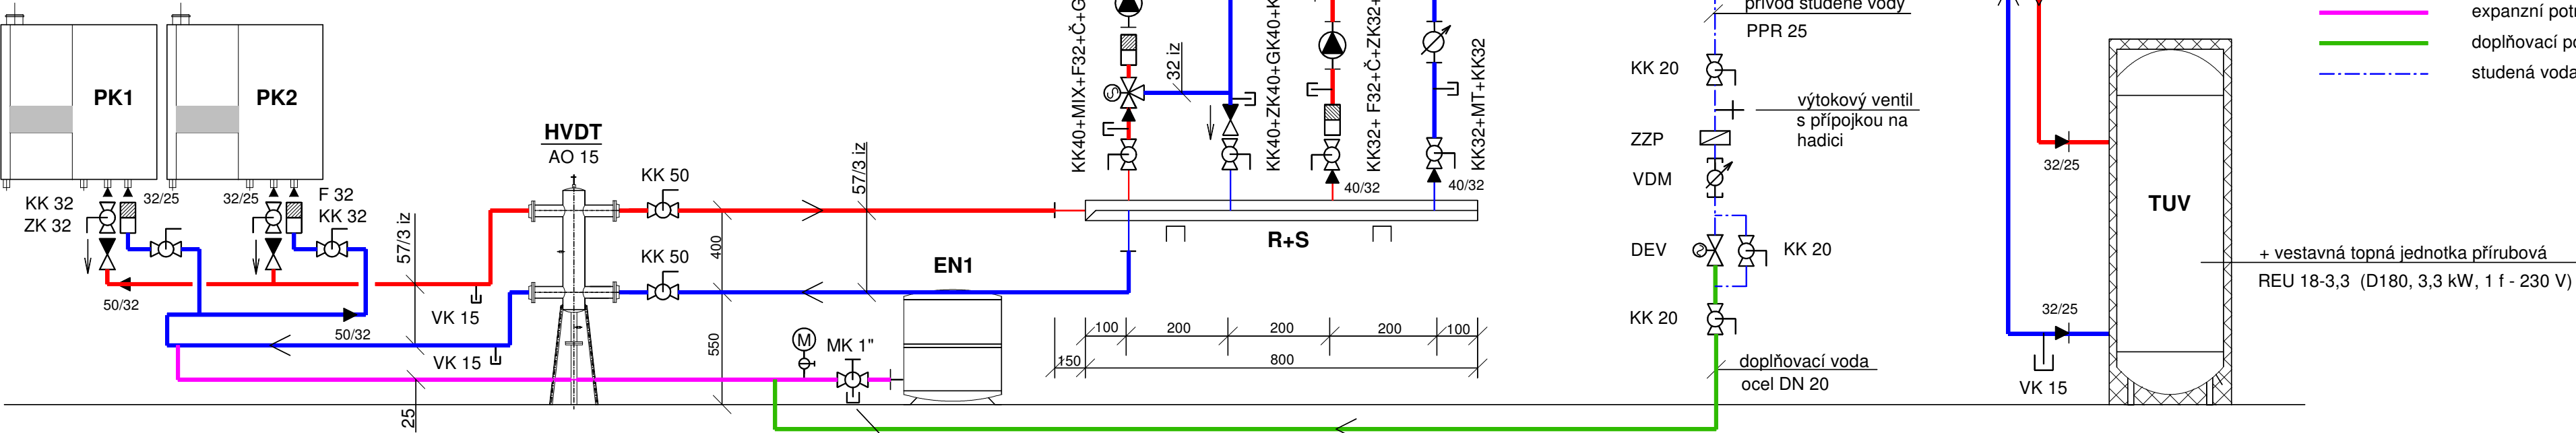 PK1
PK2
KK 32
ZK 32
32/25
32/25
F 32
KK 32
50/32
50/32
57/3 iz
VK 15
VK 15
25
HVDT
AO 15
KK 50
KK 50
400
550
57/3 iz
M
MK 1"
EN1
KK40+MIX+F32+Č+G
32 iz
KK40+ZK40+GK40+K
KK32+ F32+Č+ZK32+
40/32
KK32+MT+KK32
40/32
R+S
100
200
200
200
100
150
800
přívod studené vody
PPR 25
KK 20
výtokový ventil
s přípojkou na
hadici
ZZP
VDM
DEV
KK 20
KK 20
doplňovací voda
ocel DN 20
32/25
32/25
VK 15
TUV
expanzní pot
doplňovací po
studená voda
+ vestavná topná jednotka přírubová
REU 18-3,3 (D180, 3,3 kW, 1 f - 230 V)